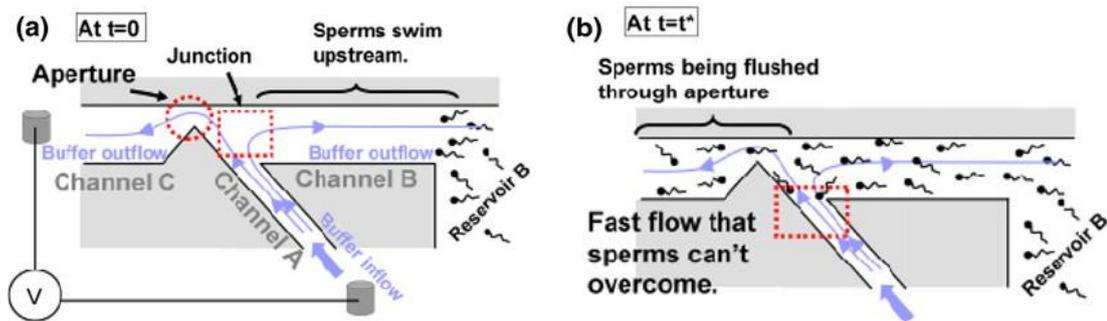 (a)
At t=0
Sperms swim
upstream.
Junction
Aperture
Buffer outflow
Buffer outflow
Channel C
Channel A
Channel B
Reservoir B
Buffer inflow
V
(b)
At t=t*
Sperms being flushed
through aperture
Fast flow that
sperms can't
overcome.
Reservoir B